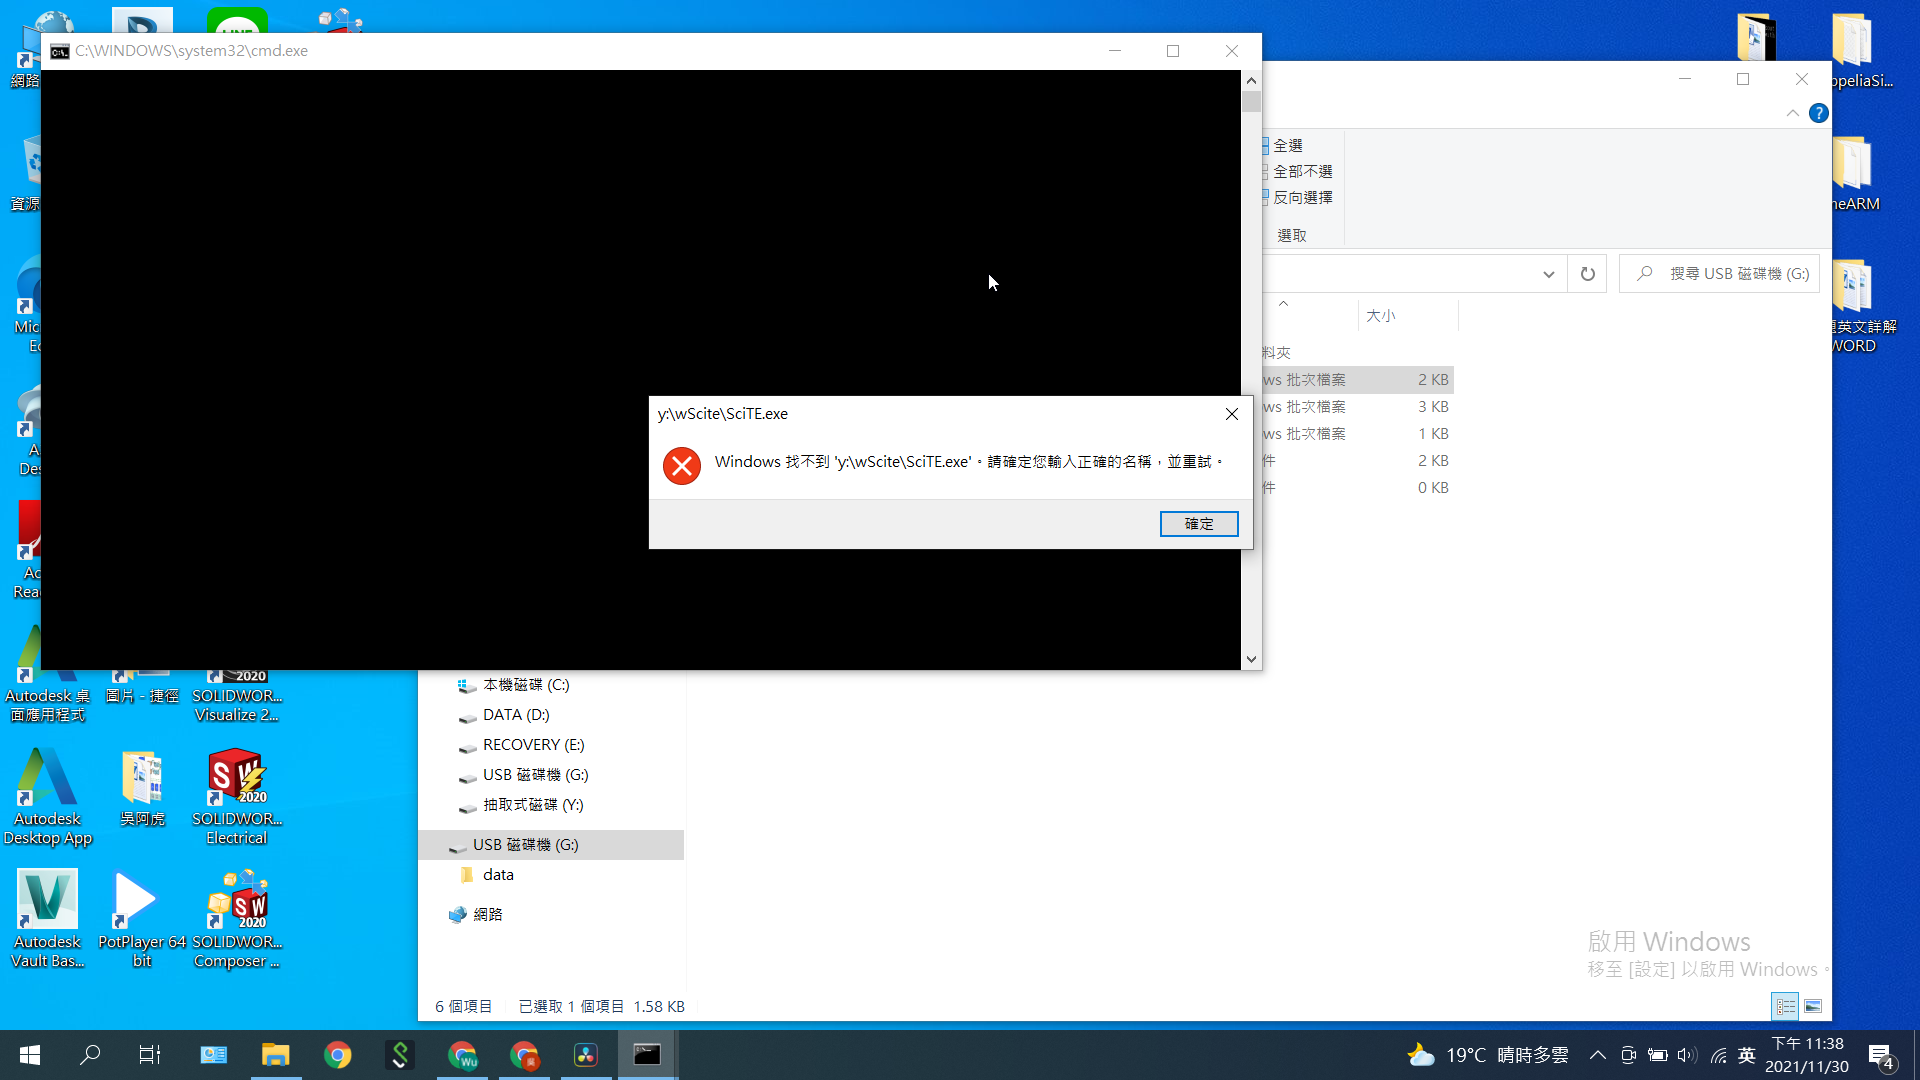 C:\WINDOWS\system32\cmd.exe
網路
資源
Mic
Ec
A
Des
Ac
Rea
Autodesk 桌
面應用程式
圖片 - 捷徑
2020
SOLIDWOR...
Visualize 2...
Autodesk
Desktop App
吳阿虎
SW
2020
SOLIDWOR...
Electrical
Autodesk
Vault Bas...
PotPlayer 64
bit
SW
2020
SOLIDWOR...
Composer ...
ppeliaSi...
neARM
英文詳解
WORD
?
全選
全部不選
反向選擇
選取
搜尋 USB 磁碟機 (G:)
大小
料夾
ws 批次檔案 2 KB
ws 批次檔案 3 KB
ws 批次檔案 1 KB
件 2 KB
件 0 KB
y:\wScite\SciTE.exe
Windows 找不到 'y:\wScite\SciTE.exe'。請確定您輸入正確的名稱，並重試。
確定
本機磁碟 (C:)
DATA (D:)
RECOVERY (E:)
USB 磁碟機 (G:)
抽取式磁碟 (Y:)
USB 磁碟機 (G:)
data
網路
啟用 Windows
移至 [設定] 以啟用 Windows。
6 個項目 已選取 1 個項目 1.58 KB
Wu
19°C 晴時多雲
英
下午 11:38
2021/11/30
4